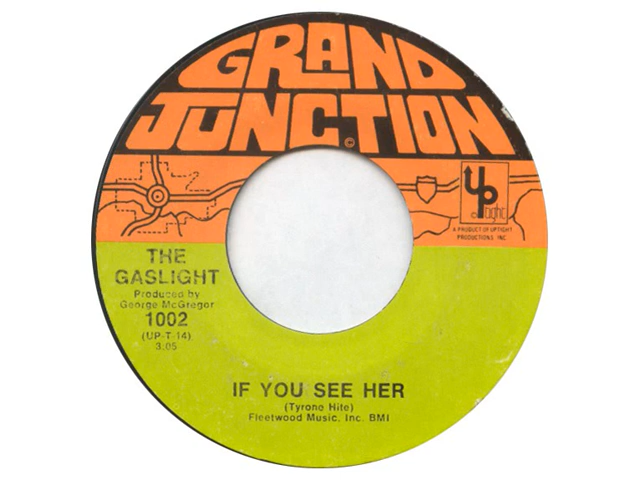 GRAND
JUNCTION
©
up
tight
A PRODUCT OF UPTIGHT
PRODUCTIONS, INC.
THE
GASLIGHT
Produced by
George McGregor
1002
(UP-T-14)
3:05
IF YOU SEE HER
(Tyrone Hite)
Fleetwood Music, Inc. BMI